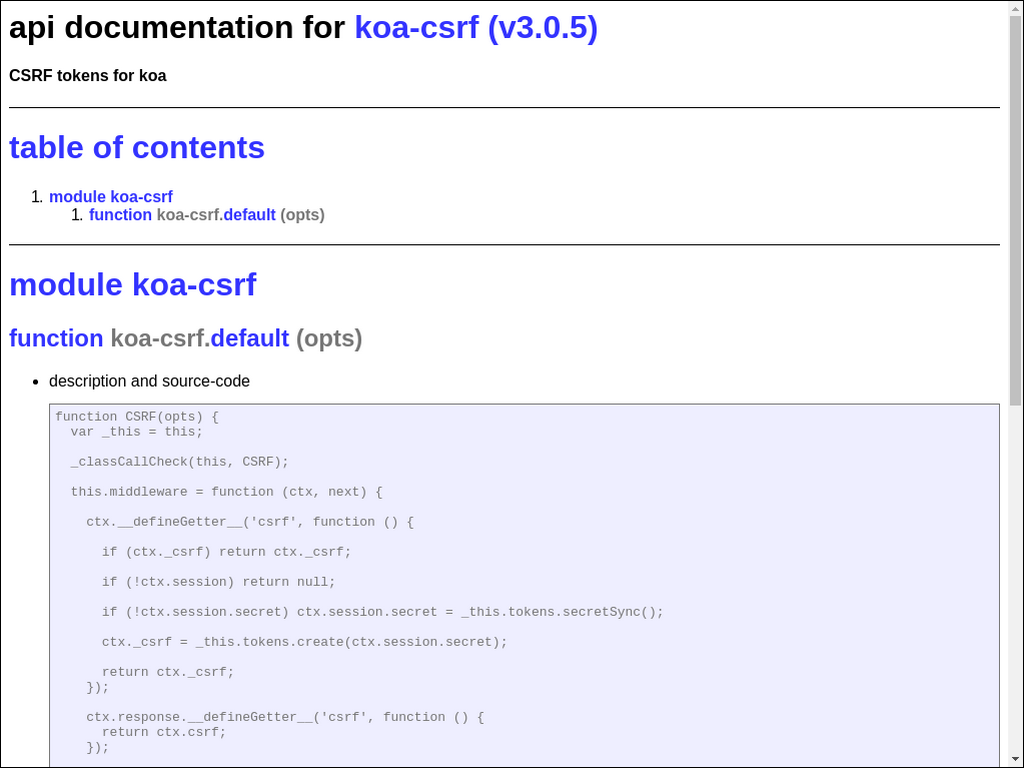 api documentation for koa-csrf (v3.0.5)
CSRF tokens for koa
table of contents
1. module koa-csrf
1. function koa-csrf.default (opts)
module koa-csrf
function koa-csrf.default (opts)
• description and source-code
function CSRF(opts) {
  var _this = this;
  _classCallCheck(this, CSRF);
  this.middleware = function (ctx, next) {
    ctx.__defineGetter__('csrf', function () {
      if (ctx._csrf) return ctx._csrf;
      if (!ctx.session) return null;
      if (!ctx.session.secret) ctx.session.secret = _this.tokens.secretSync();
      ctx._csrf = _this.tokens.create(ctx.session.secret);
      return ctx._csrf;
    });
    ctx.response.__defineGetter__('csrf', function () {
      return ctx.csrf;
    });